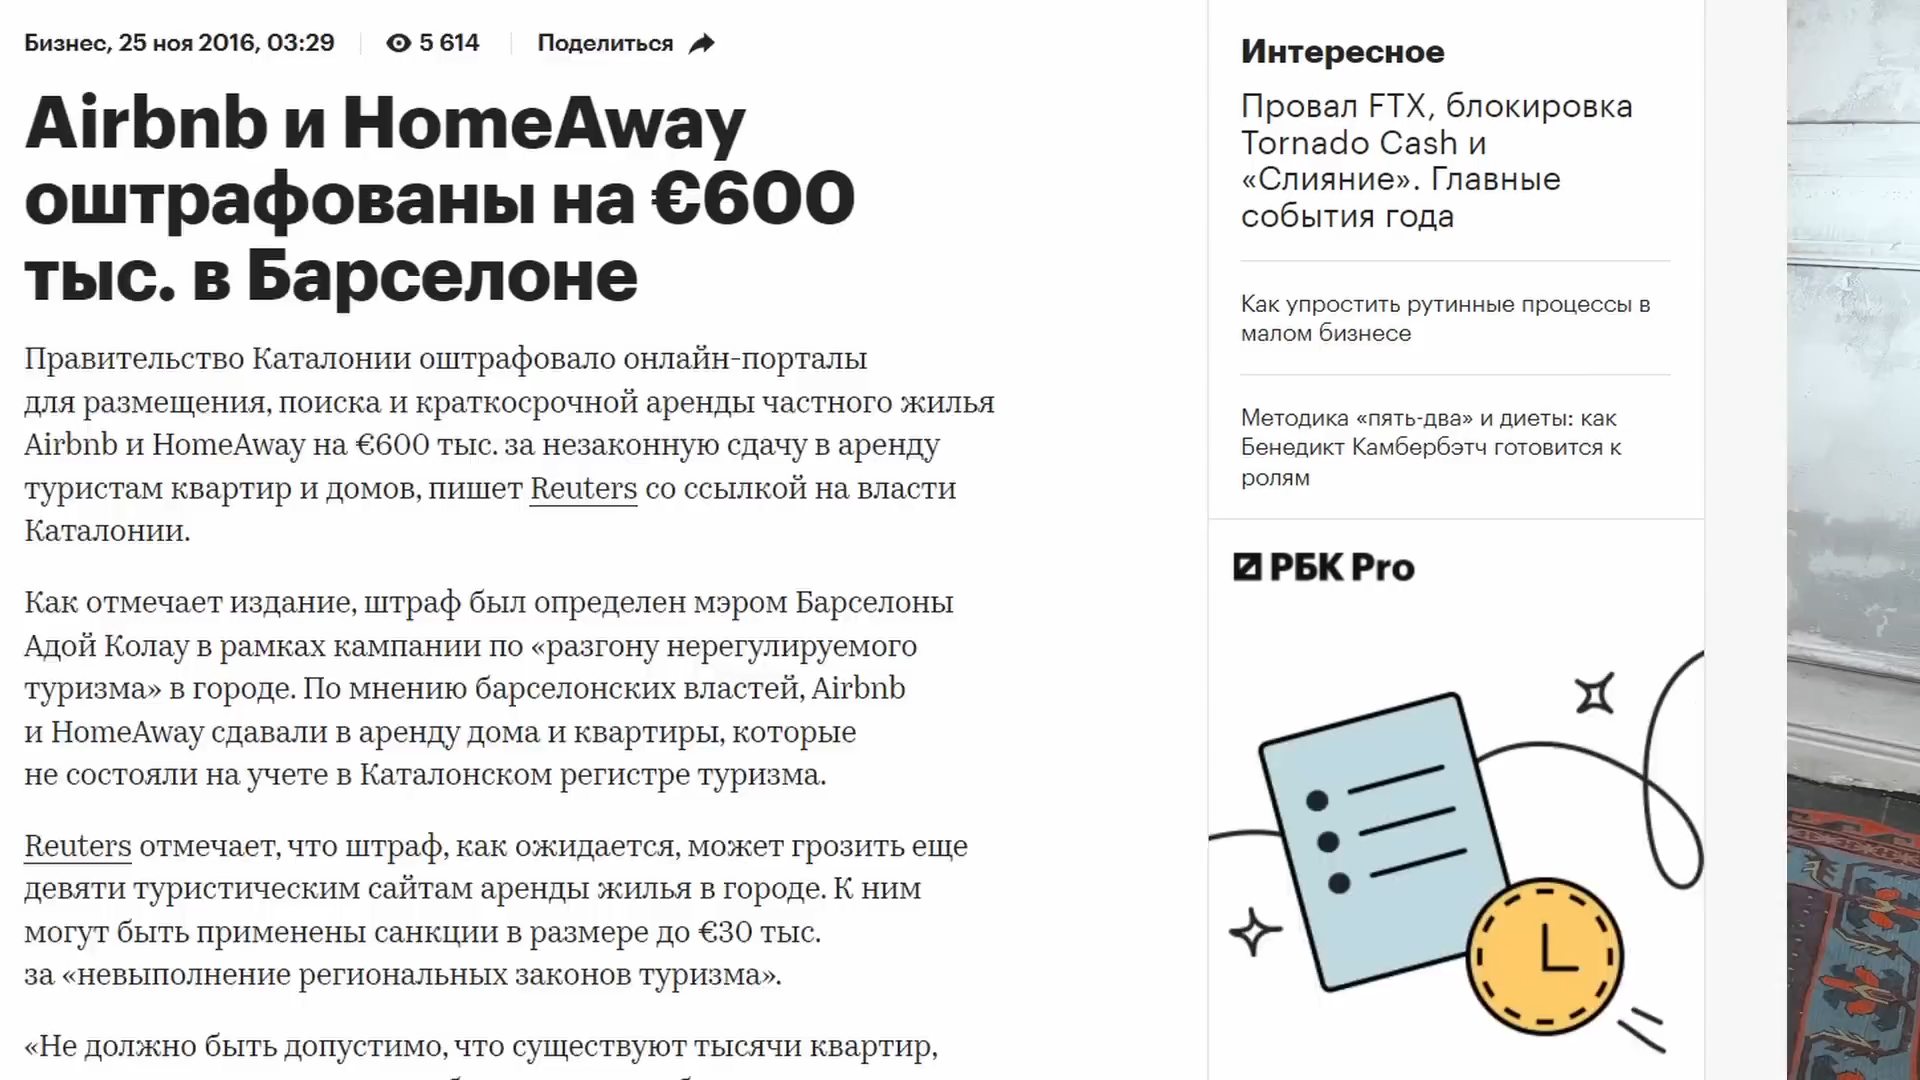 Бизнес, 25 ноя 2016, 03:29
5 614
Поделиться
Airbnb и HomeAway
оштрафованы на €600
тыс. в Барселоне
Правительство Каталонии оштрафовало онлайн-порталы
для размещения, поиска и краткосрочной аренды частного жилья
Airbnb и HomeAway на €600 тыс. за незаконную сдачу в аренду
туристам квартир и домов, пишет Reuters со ссылкой на власти
Каталонии.
Как отмечает издание, штраф был определен мэром Барселоны
Адой Колау в рамках кампании по «разгону нерегулируемого
туризма» в городе. По мнению барселонских властей, Airbnb
и HomeAway сдавали в аренду дома и квартиры, которые
не состояли на учете в Каталонском регистре туризма.
Reuters отмечает, что штраф, как ожидается, может грозить еще
девяти туристическим сайтам аренды жилья в городе. К ним
могут быть применены санкции в размере до €30 тыс.
за «невыполнение региональных законов туризма».
«Не должно быть допустимо, что существуют тысячи квартир,
Интересное
Провал FTX, блокировка
Tornado Cash и
«Слияние». Главные
события года
Как упростить рутинные процессы в
малом бизнесе
Методика «пять-два» и диеты: как
Бенедикт Камбербэтч готовится к
ролям
РБК Pro